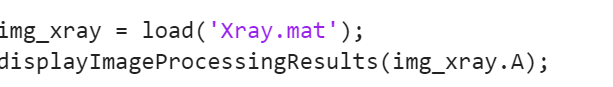 img_xray = load('Xray.mat');
displayImageProcessingResults(img_xray.A);